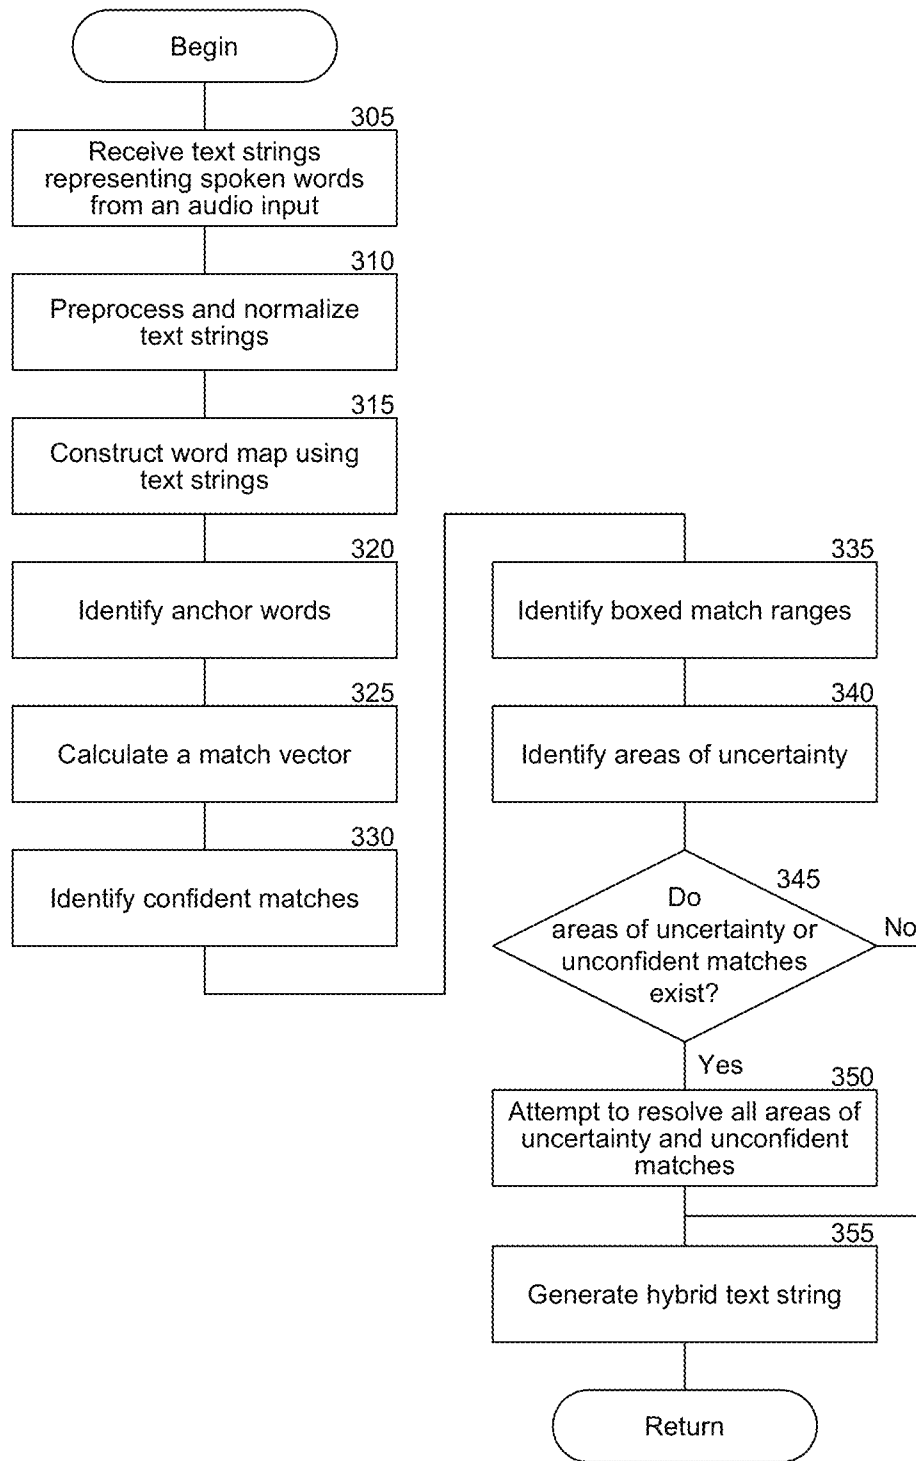 Begin
305
Receive text strings
representing spoken words
from an audio input
310
Preprocess and normalize
text strings
315
Construct word map using
text strings
320
Identify anchor words
325
Calculate a match vector
330
Identify confident matches
335
Identify boxed match ranges
340
Identify areas of uncertainty
345
Do
areas of uncertainty or
unconfident matches
exist?
No
Yes
350
Attempt to resolve all areas of
uncertainty and unconfident
matches
355
Generate hybrid text string
Return